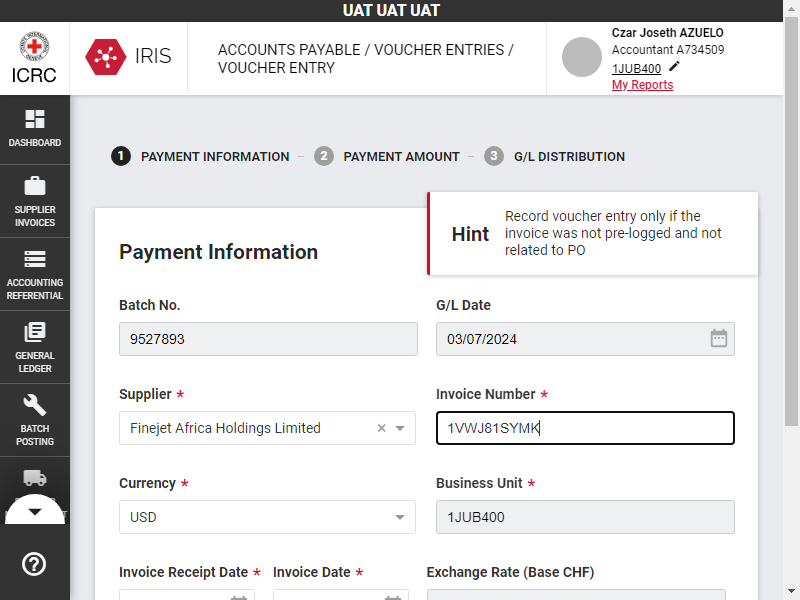 UAT UAT UAT
ICRC
IRIS
ACCOUNTS PAYABLE / VOUCHER ENTRIES /
VOUCHER ENTRY
Czar Joseth AZUELO
Accountant A734509
1JUB400
My Reports
DASHBOARD
SUPPLIER
INVOICES
ACCOUNTING
REFERENTIAL
GENERAL
LEDGER
BATCH
POSTING
1 PAYMENT INFORMATION – 2 PAYMENT AMOUNT – 3 G/L DISTRIBUTION
Hint
Record voucher entry only if the
invoice was not pre-logged and not
related to PO
Payment Information
Batch No.
9527893
G/L Date
03/07/2024
Supplier *
Finejet Africa Holdings Limited
Invoice Number *
1VWJ81SYMK
Currency *
USD
Business Unit *
1JUB400
Invoice Receipt Date *
Invoice Date *
Exchange Rate (Base CHF)